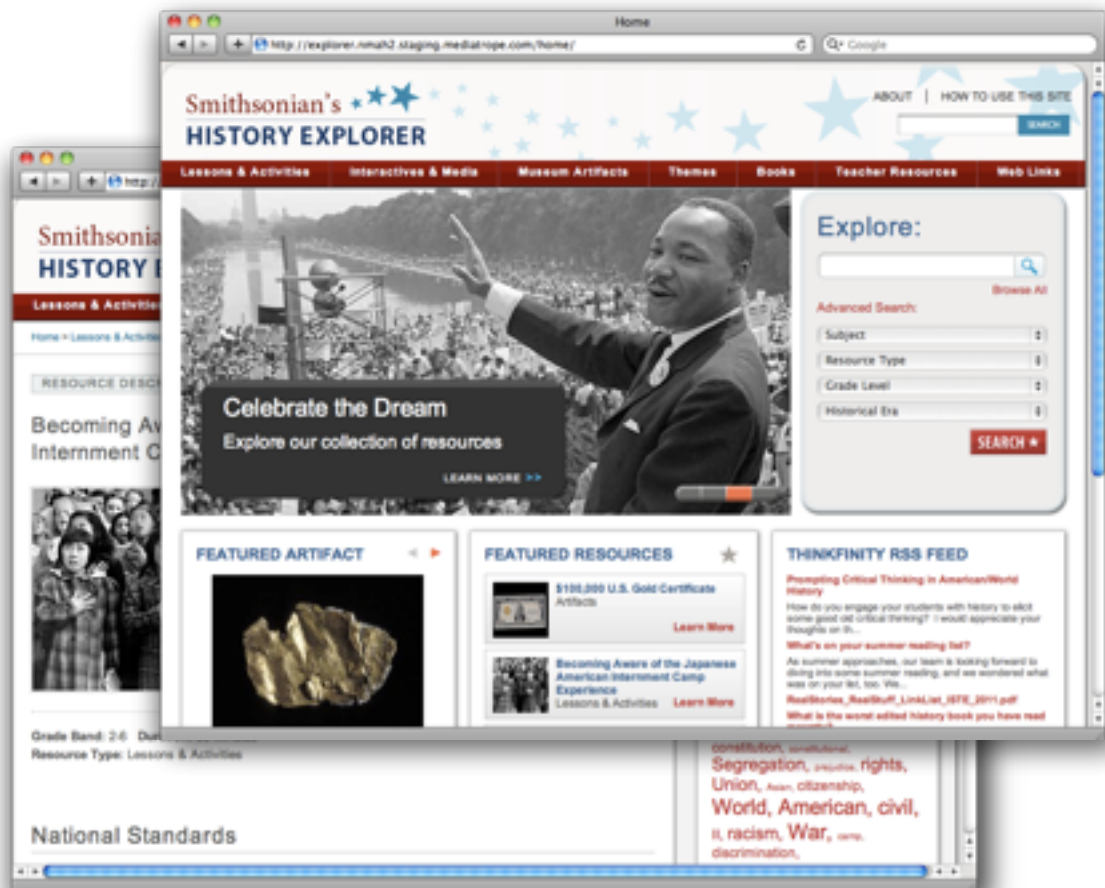 Home
http://explorer.nmah2.staging.mediatrope.com/home/
Google
Smithsonian's
HISTORY EXPLORER
ABOUT | HOW TO USE THIS SITE
SEARCH
Lessons & Activities Interactives & Media Museum Artifacts Themes Books Teacher Resources Web Links
Celebrate the Dream
Explore our collection of resources
LEARN MORE >>
Explore:
Browse All
Advanced Search:
Subject
Resource Type
Grade Level
Historical Era
SEARCH
FEATURED ARTIFACT
FEATURED RESOURCES
$100,000 U.S. Gold Certificate
Artifacts
Learn More
Becoming Aware of the Japanese
American Internment Camp
Experience
Lessons & Activities Learn More
THINKFINITY RSS FEED
Prompting Critical Thinking in American/World
History
How do you engage your students with history to elicit
some good old critical thinking? I would appreciate your
thoughts on th...
What's on your summer reading list?
As summer approaches, our team is looking forward to
diving into some summer reading, and we wondered what
was on your list, too. We...
RealStories_RealStuff_LinkList_ISTE_2011.pdf
What is the worst edited history book you have read
http:/
Smithsonia
HISTORY E
Lessons & Activitie
Home > Lessons & Activitie
RESOURCE DESCR
Becoming Aw
Internment C
Grade Band: 2-6
Resource Type: Lessons & Activities
National Standards
constitution, constitutional,
Segregation, prejudice, rights,
Union, Asian, citizenship,
World, American, civil,
II, racism, War, camp,
discrimination,